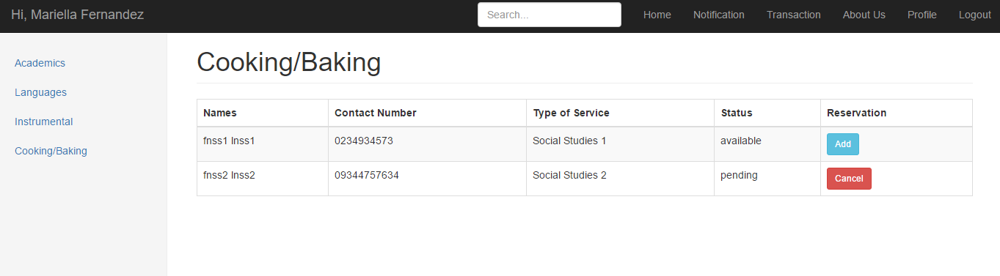 Hi, Mariella Fernandez Search... Home Notification Transaction About Us Profile Logout
Academics
Languages
Instrumental
Cooking/Baking
Cooking/Baking
Names Contact Number Type of Service Status Reservation
fnss1 lnss1 0234934573 Social Studies 1 available Add
fnss2 lnss2 09344757634 Social Studies 2 pending Cancel